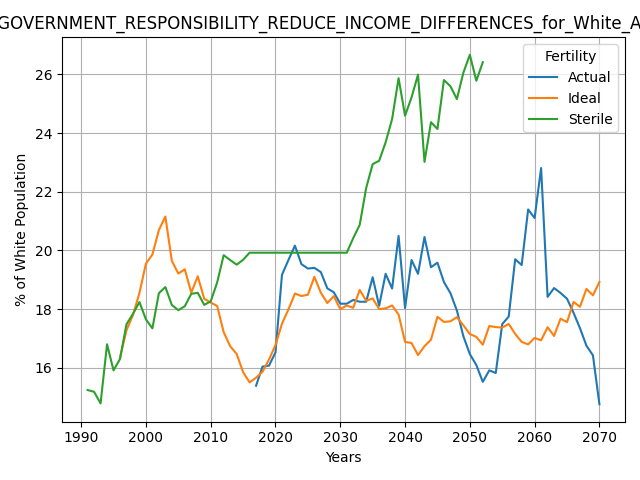 GOVERNMENT_RESPONSIBILITY_REDUCE_INCOME_DIFFERENCES_for_White_A
Fertility
Actual
Ideal
Sterile
% of White Population
26
24
22
20
18
16
1990 2000 2010 2020 2030 2040 2050 2060 2070
Years